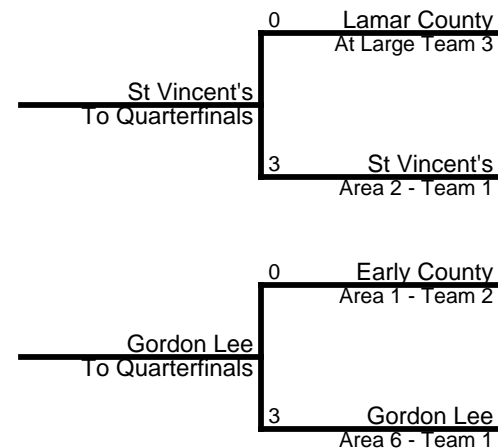 0 Lamar County
At Large Team 3
St Vincent's
To Quarterfinals
3 St Vincent's
Area 2 - Team 1
0 Early County
Area 1 - Team 2
Gordon Lee
To Quarterfinals
3 Gordon Lee
Area 6 - Team 1